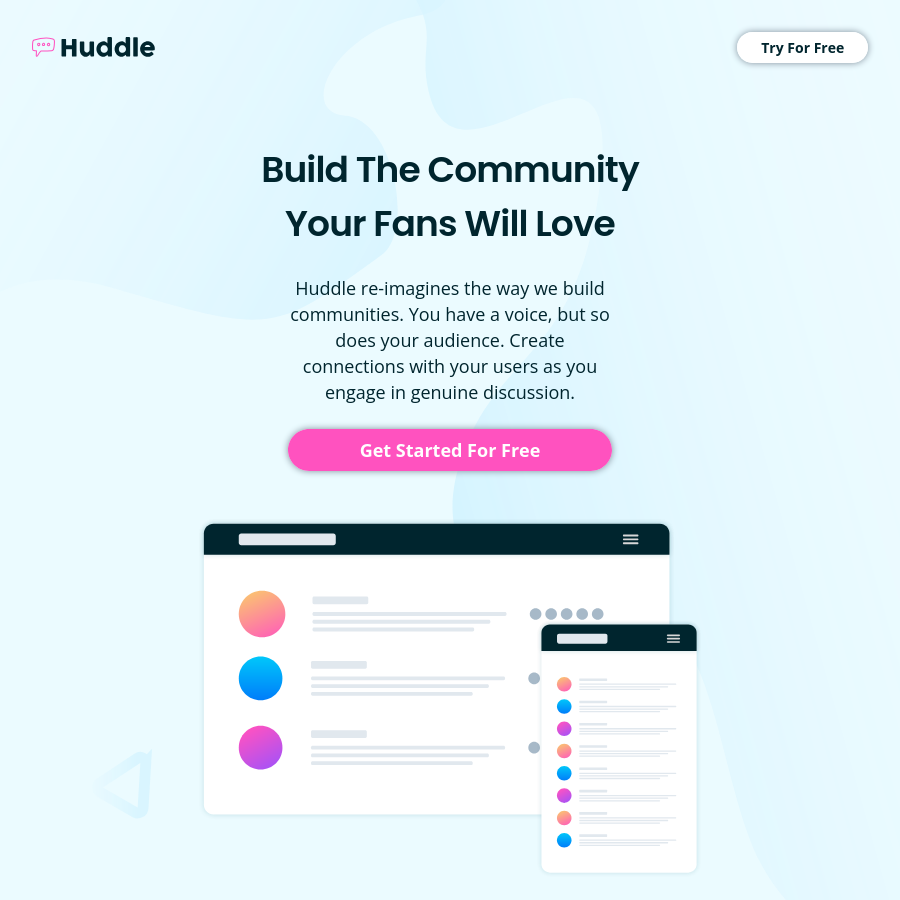 Huddle
Try For Free
Build The Community
Your Fans Will Love
Huddle re-imagines the way we build
communities. You have a voice, but so
does your audience. Create
connections with your users as you
engage in genuine discussion.
Get Started For Free